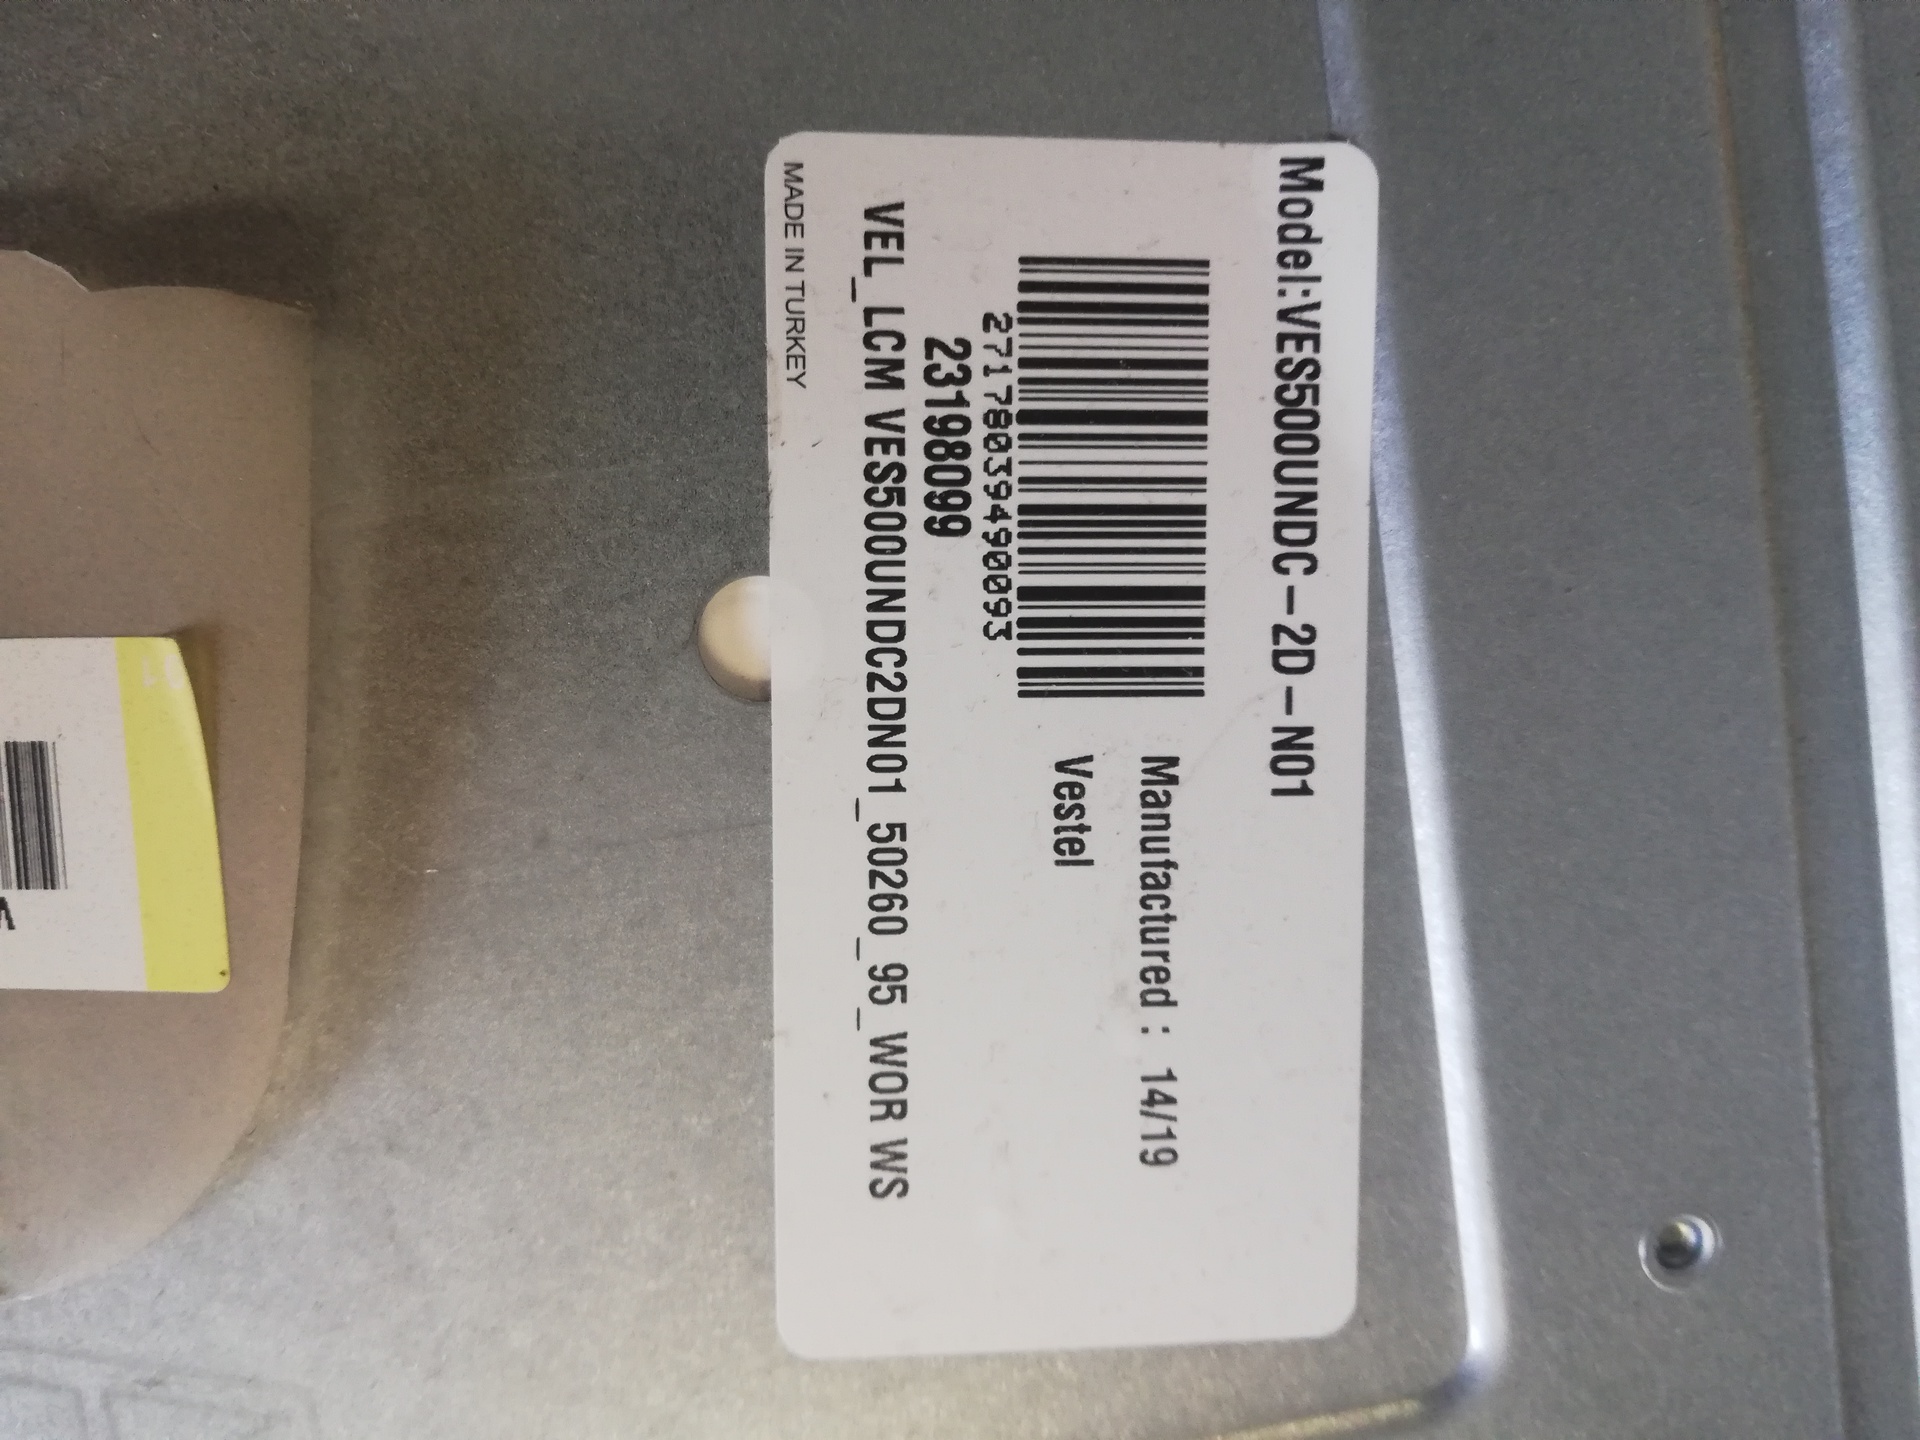 Model:VES500UNDC-2D-N01
Manufactured : 14/19
Vestel
27178039490093
23198099
VEL_LCM VES500UNDC2DN01_50260_95_WOR WS
MADE IN TURKEY